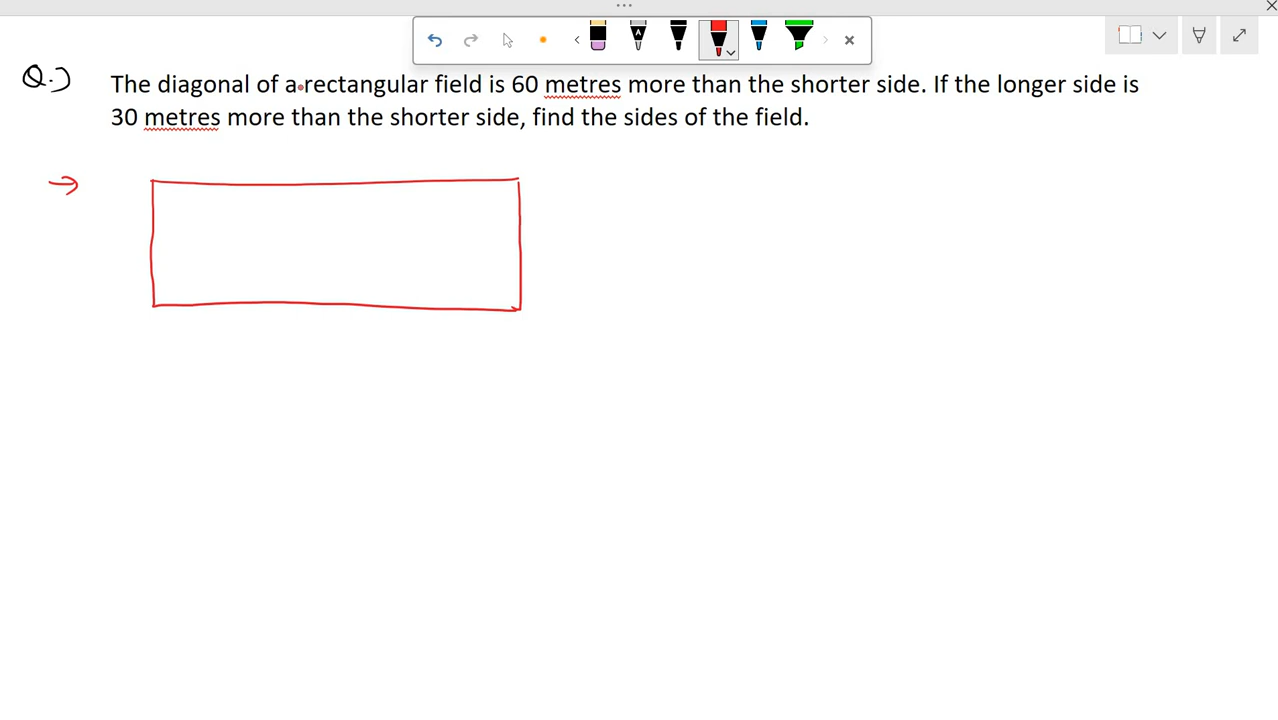 Q.)
The diagonal of a rectangular field is 60 metres more than the shorter side. If the longer side is
30 metres more than the shorter side, find the sides of the field.